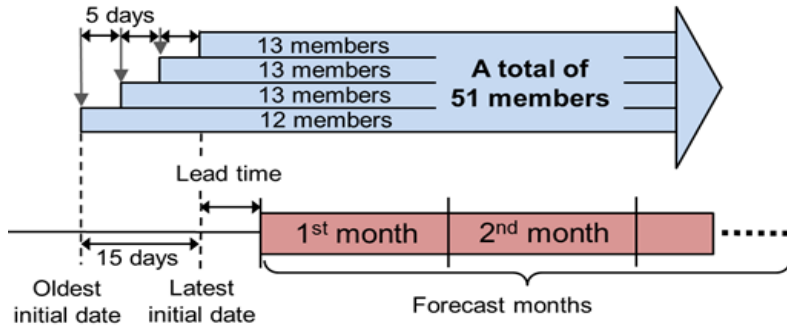 5 days
13 members
13 members
13 members
12 members
A total of
51 members
Lead time
1st month
2nd month
15 days
Oldest
initial date
Latest
initial date
Forecast months